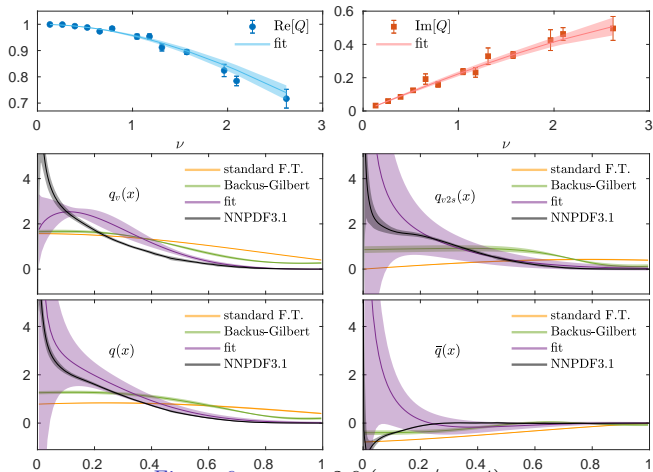 1
0.9
0.8
0.7
0 1 2 3
ν
Re[Q]
fit
0.6
0.4
0.2
0
0 1 2 3
ν
Im[Q]
fit
4
2
0
q_v(x)
standard F.T.
Backus-Gilbert
fit
NNPDF3.1
4
2
0
q_{v2s}(x)
standard F.T.
Backus-Gilbert
fit
NNPDF3.1
4
2
0
0 0.2 0.4 0.6 0.8 1
q(x)
standard F.T.
Backus-Gilbert
fit
NNPDF3.1
4
2
0
0 0.2 0.4 0.6 0.8 1
q̅(x)
standard F.T.
Backus-Gilbert
fit
NNPDF3.1